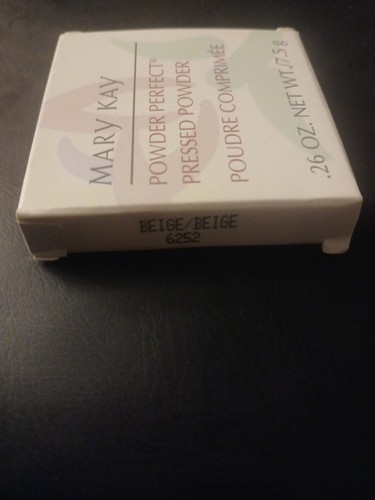 MARY KAY
POWDER PERFECT®
PRESSED POWDER
POUDRE COMPRIMÉE
.26 OZ. NET WT./7.5 g
BEIGE/BEIGE
6252